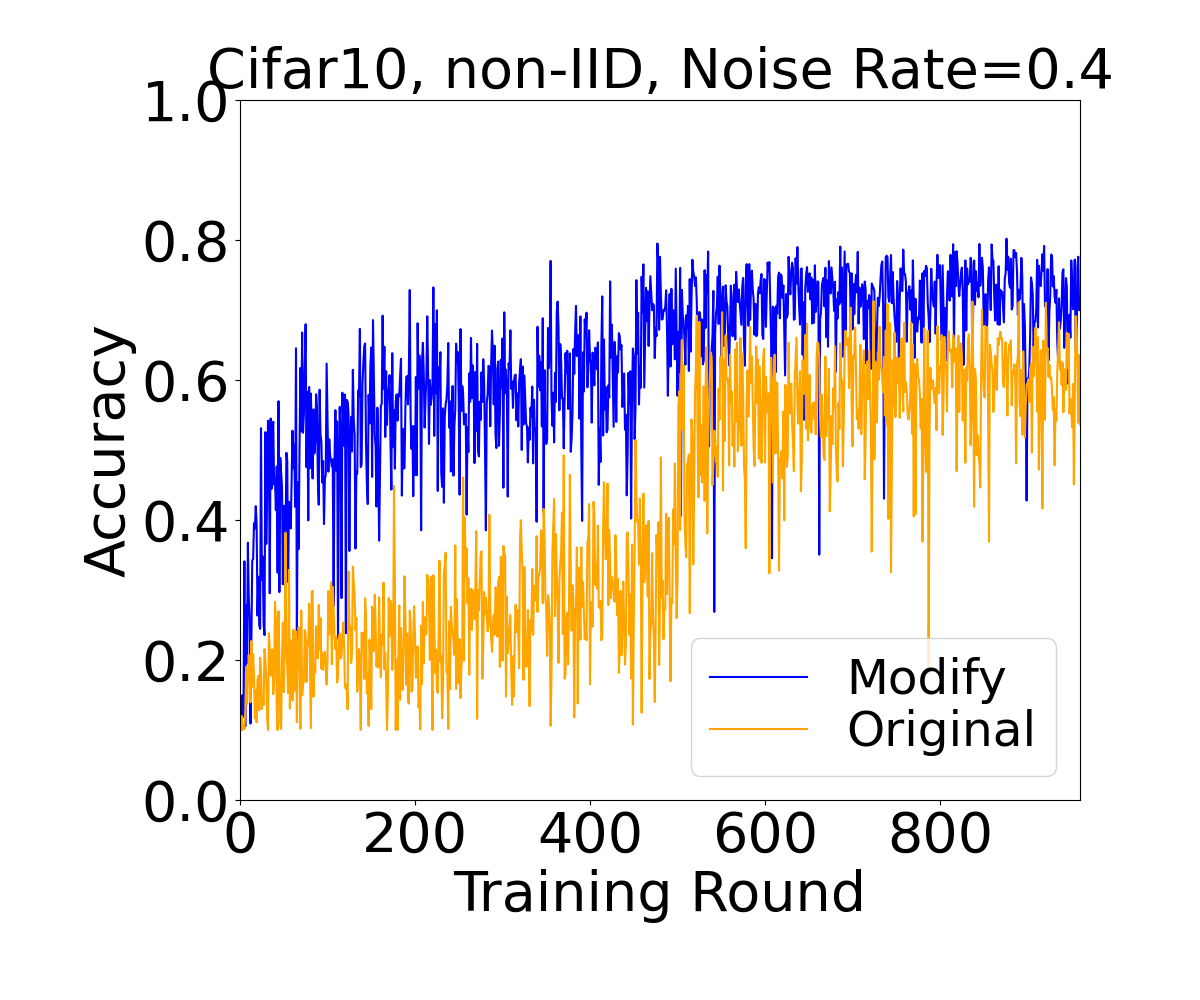 Cifar10, non-IID, Noise Rate=0.4
1.0
0.8
0.6
0.4
0.2
0.0
Accuracy
Modify
Original
0 200 400 600 800
Training Round